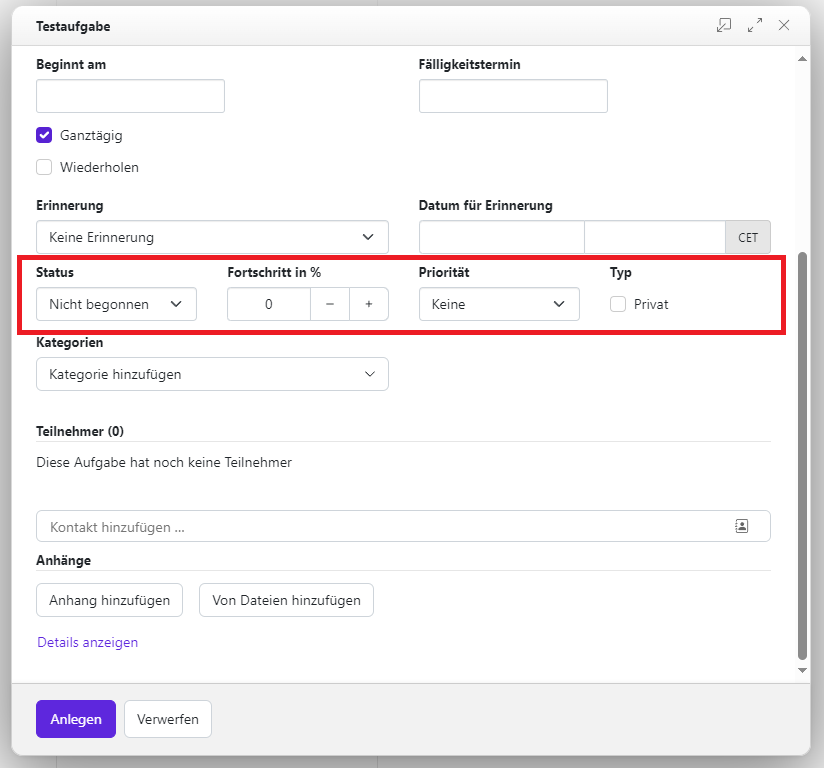 Testaufgabe
Beginnt am Fälligkeitstermin
Ganztägig
Wiederholen
Erinnerung Datum für Erinnerung
Keine Erinnerung CET
Status Fortschritt in % Priorität Typ
Nicht begonnen 0 − + Keine Privat
Kategorien
Kategorie hinzufügen
Teilnehmer (0)
Diese Aufgabe hat noch keine Teilnehmer
Kontakt hinzufügen ...
Anhänge
Anhang hinzufügen Von Dateien hinzufügen
Details anzeigen
Anlegen Verwerfen